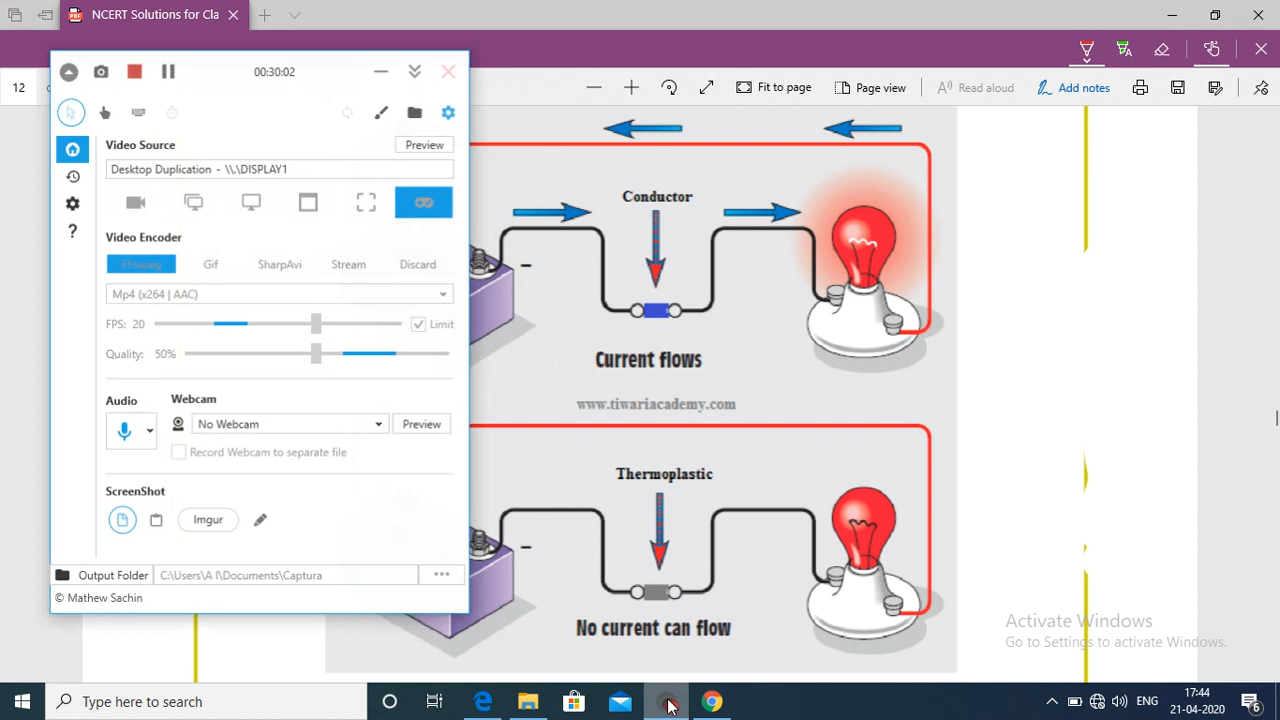 NCERT Solutions for Cla
12
Fit to page
Page view
Read aloud
Add notes
00:30:02
Video Source
Preview
Desktop Duplication - \\.\DISPLAY1
Video Encoder
FFmpeg
Gif
SharpAvi
Stream
Discard
Mp4 (x264 | AAC)
FPS: 20
Limit
Quality: 50%
Audio
Webcam
No Webcam
Preview
Record Webcam to separate file
ScreenShot
Imgur
Output Folder
C:\Users\A I\Documents\Captura
...
© Mathew Sachin
Conductor
−
Current flows
www.tiwariacademy.com
Thermoplastic
−
No current can flow
Activate Windows
Go to Settings to activate Windows.
Type here to search
ENG
17:44
21-04-2020
6